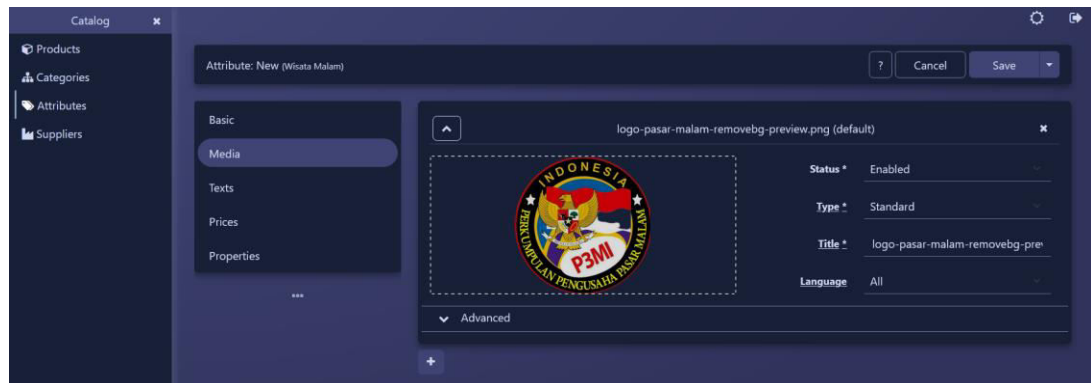 Catalog ✖
Products
Categories
Attributes
Suppliers
Attribute: New (Wisata Malam)
? Cancel Save
Basic
Media
Texts
Prices
Properties
•••
logo-pasar-malam-removebg-preview.png (default) ✖
INDONESIA
PERKUMPULAN PENGUSAHA PASAR MALAM
P3MI
Status * Enabled
Type * Standard
Title * logo-pasar-malam-removebg-pre
Language All
Advanced
+